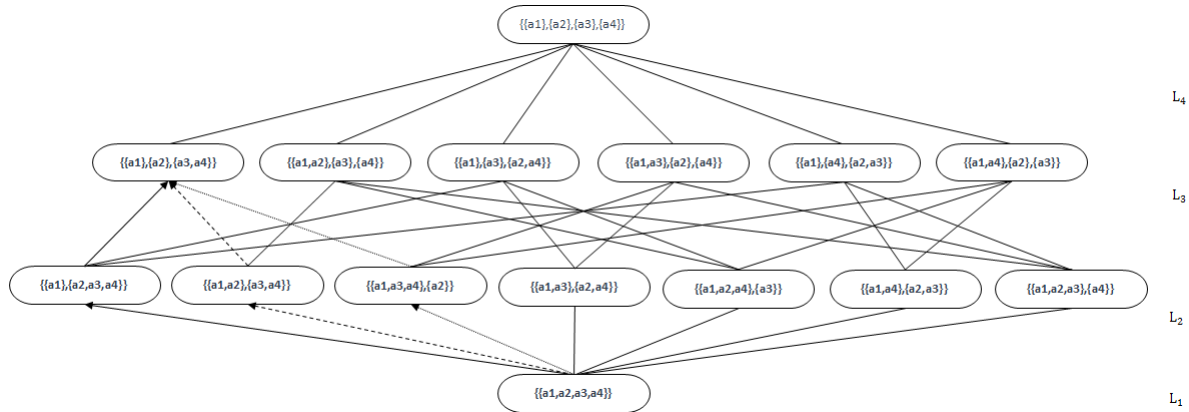 {{a1},{a2},{a3},{a4}}
L4
{{a1},{a2},{a3,a4}}
{{a1,a2},{a3},{a4}}
{{a1},{a3},{a2,a4}}
{{a1,a3},{a2},{a4}}
{{a1},{a4},{a2,a3}}
{{a1,a4},{a2},{a3}}
L3
{{a1},{a2,a3,a4}}
{{a1,a2},{a3,a4}}
{{a1,a3,a4},{a2}}
{{a1,a3},{a2,a4}}
{{a1,a2,a4},{a3}}
{{a1,a4},{a2,a3}}
{{a1,a2,a3},{a4}}
L2
{{a1,a2,a3,a4}}
L1